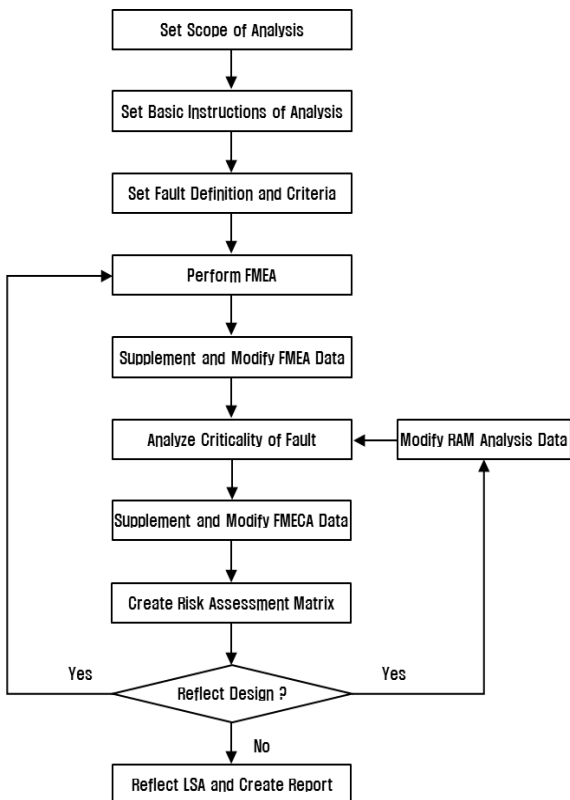 Set Scope of Analysis
Set Basic Instructions of Analysis
Set Fault Definition and Criteria
Perform FMEA
Supplement and Modify FMEA Data
Analyze Criticality of Fault
Modify RAM Analysis Data
Supplement and Modify FMECA Data
Create Risk Assessment Matrix
Yes
Reflect Design ?
Yes
No
Reflect LSA and Create Report